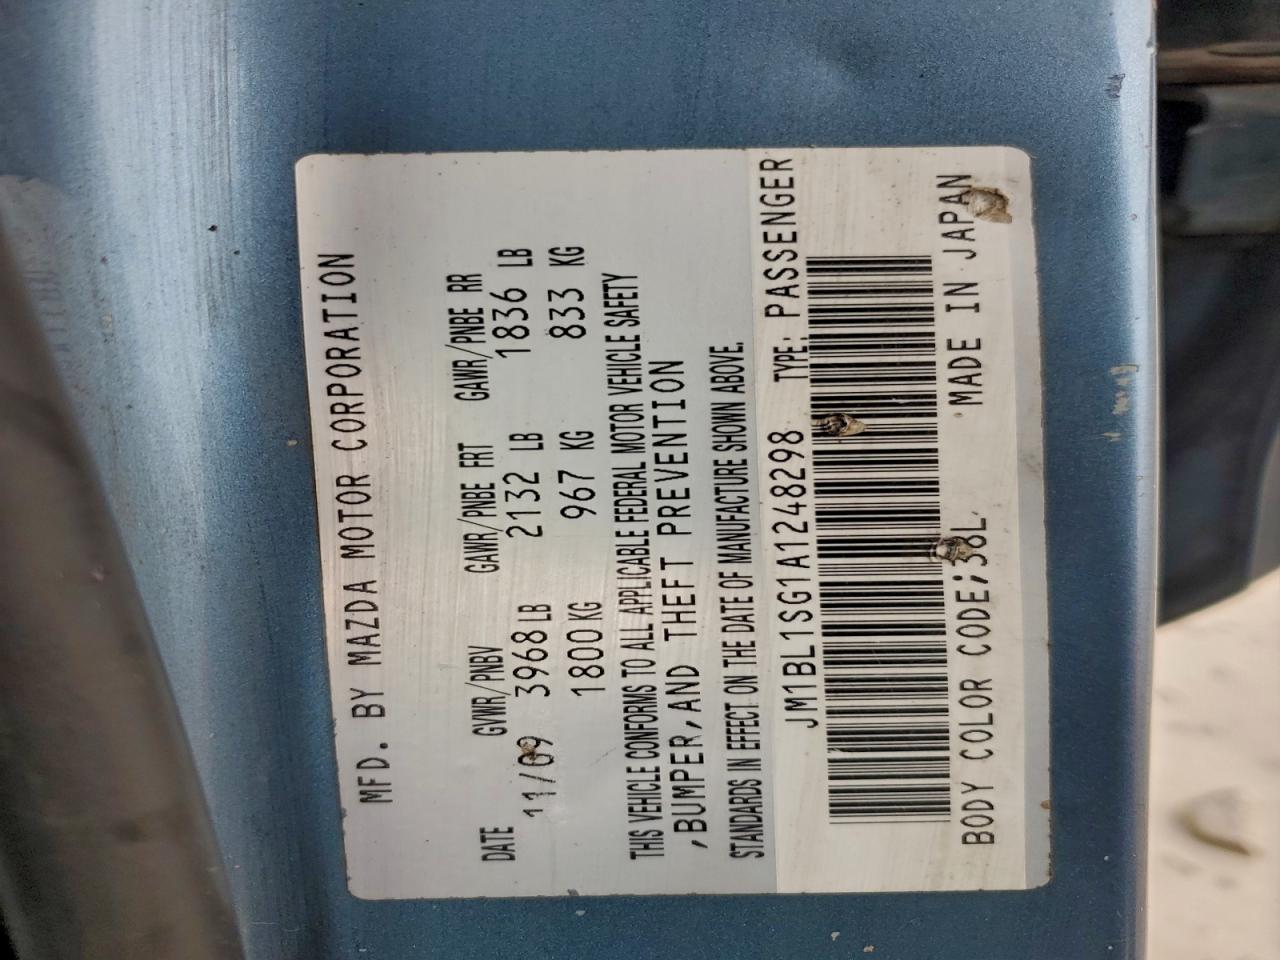 MFD. BY MAZDA MOTOR CORPORATION
DATE GVWR/PNBV GAWR/PNBE FRT GAWR/PNBE RR
11/09 3968 LB 2132 LB 1836 LB
1800 KG 967 KG 833 KG
THIS VEHICLE CONFORMS TO ALL APPLICABLE FEDERAL MOTOR VEHICLE SAFETY
,BUMPER,AND THEFT PREVENTION
STANDARDS IN EFFECT ON THE DATE OF MANUFACTURE SHOWN ABOVE.
JM1BL1SG1A1248298 TYPE: PASSENGER
BODY COLOR CODE;38L MADE IN JAPAN